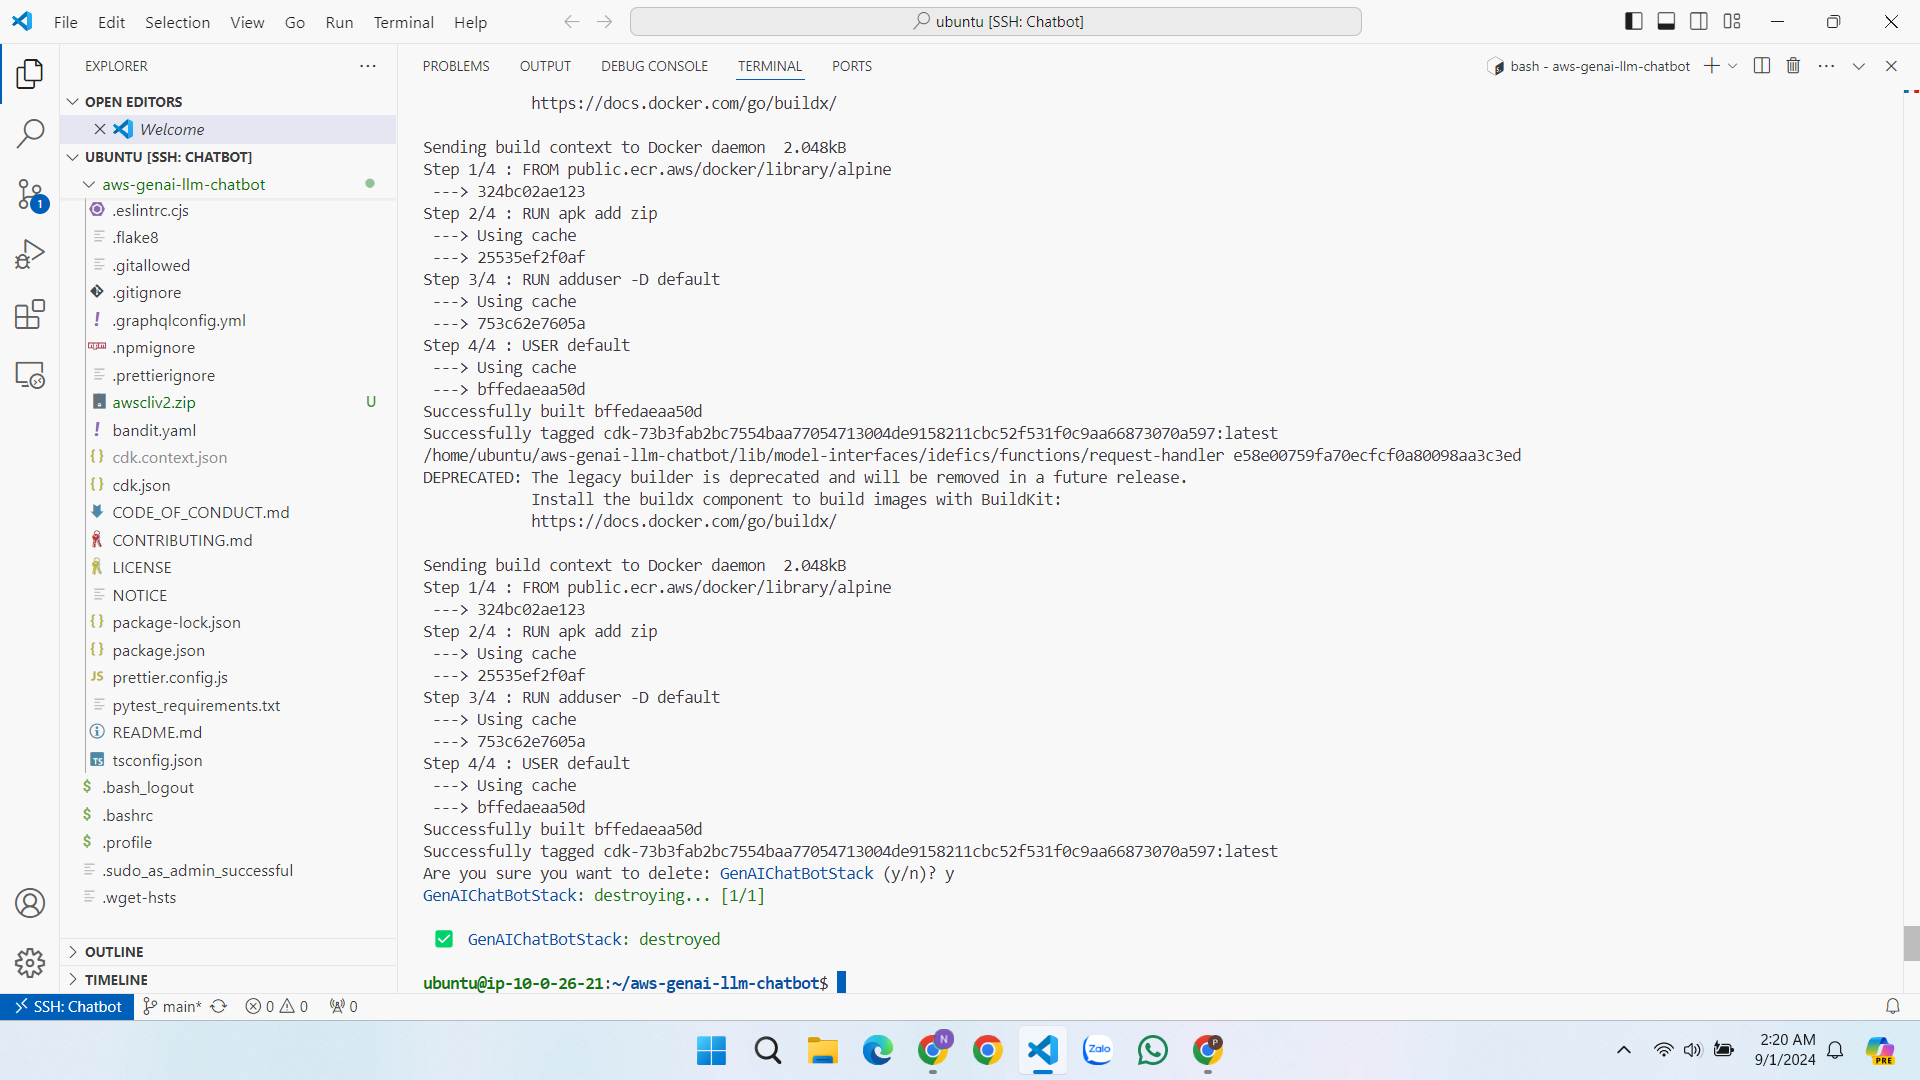 File Edit Selection View Go Run Terminal Help
ubuntu [SSH: Chatbot]
EXPLORER
OPEN EDITORS
Welcome
UBUNTU [SSH: CHATBOT]
aws-genai-llm-chatbot
.eslintrc.cjs
.flake8
.gitallowed
.gitignore
.graphqlconfig.yml
.npmignore
.prettierignore
awscliv2.zip U
bandit.yaml
cdk.context.json
cdk.json
CODE_OF_CONDUCT.md
CONTRIBUTING.md
LICENSE
NOTICE
package-lock.json
package.json
prettier.config.js
pytest_requirements.txt
README.md
tsconfig.json
.bash_logout
.bashrc
.profile
.sudo_as_admin_successful
.wget-hsts
OUTLINE
TIMELINE
1
PROBLEMS OUTPUT DEBUG CONSOLE TERMINAL PORTS
bash - aws-genai-llm-chatbot
https://docs.docker.com/go/buildx/
Sending build context to Docker daemon  2.048kB
Step 1/4 : FROM public.ecr.aws/docker/library/alpine
---> 324bc02ae123
Step 2/4 : RUN apk add zip
---> Using cache
---> 25535ef2f0af
Step 3/4 : RUN adduser -D default
---> Using cache
---> 753c62e7605a
Step 4/4 : USER default
---> Using cache
---> bffedaeaa50d
Successfully built bffedaeaa50d
Successfully tagged cdk-73b3fab2bc7554baa77054713004de9158211cbc52f531f0c9aa66873070a597:latest
/home/ubuntu/aws-genai-llm-chatbot/lib/model-interfaces/idefics/functions/request-handler e58e00759fa70ecfcf0a80098aa3c3ed
DEPRECATED: The legacy builder is deprecated and will be removed in a future release.
Install the buildx component to build images with BuildKit:
https://docs.docker.com/go/buildx/
Sending build context to Docker daemon  2.048kB
Step 1/4 : FROM public.ecr.aws/docker/library/alpine
---> 324bc02ae123
Step 2/4 : RUN apk add zip
---> Using cache
---> 25535ef2f0af
Step 3/4 : RUN adduser -D default
---> Using cache
---> 753c62e7605a
Step 4/4 : USER default
---> Using cache
---> bffedaeaa50d
Successfully built bffedaeaa50d
Successfully tagged cdk-73b3fab2bc7554baa77054713004de9158211cbc52f531f0c9aa66873070a597:latest
Are you sure you want to delete: GenAIChatBotStack (y/n)? y
GenAIChatBotStack: destroying... [1/1]
GenAIChatBotStack: destroyed
ubuntu@ip-10-0-26-21:~/aws-genai-llm-chatbot$
SSH: Chatbot main* 0 0 0
N
Zalo
P
2:20 AM
9/1/2024
PRE